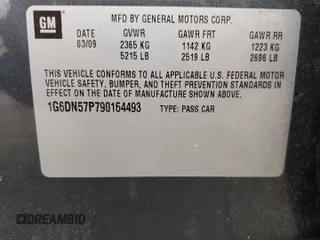 GM
MFD BY GENERAL MOTORS CORP.
DATE GVWR GAWR FRT GAWR RR
03/09 2365 KG 1142 KG 1223 KG
5215 LB 2519 LB 2696 LB
THIS VEHICLE CONFORMS TO ALL APPLICABLE U.S. FEDERAL MOTOR
VEHICLE SAFETY, BUMPER, AND THEFT PREVENTION STANDARDS IN
EFFECT ON THE DATE OF MANUFACTURE SHOWN ABOVE.
1G6DN57P790164493 TYPE: PASS CAR
DREAMBID